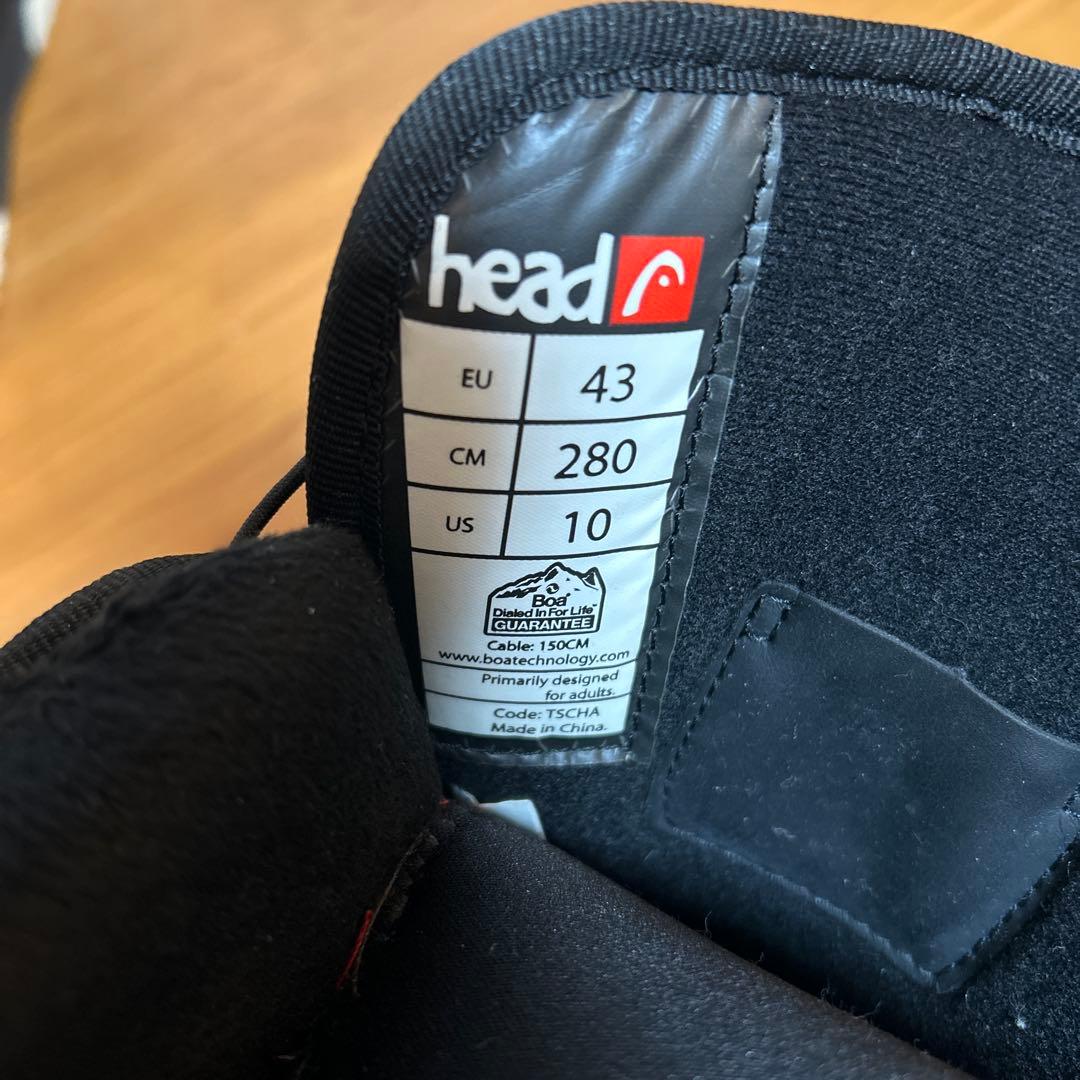 head
EU 43
CM 280
US 10
Boa®
Dialed In For Life™
GUARANTEE
Cable: 150CM
www.boatechnology.com
Primarily designed
for adults.
Code: TSCHA
Made in China.